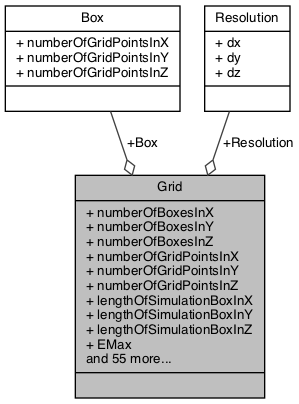 Box
+ numberOfGridPointsInX
+ numberOfGridPointsInY
+ numberOfGridPointsInZ
Resolution
+ dx
+ dy
+ dz
+Box
+Resolution
Grid
+ numberOfBoxesInX
+ numberOfBoxesInY
+ numberOfBoxesInZ
+ numberOfGridPointsInX
+ numberOfGridPointsInY
+ numberOfGridPointsInZ
+ lengthOfSimulationBoxInX
+ lengthOfSimulationBoxInY
+ lengthOfSimulationBoxInZ
+ EMax
and 55 more...